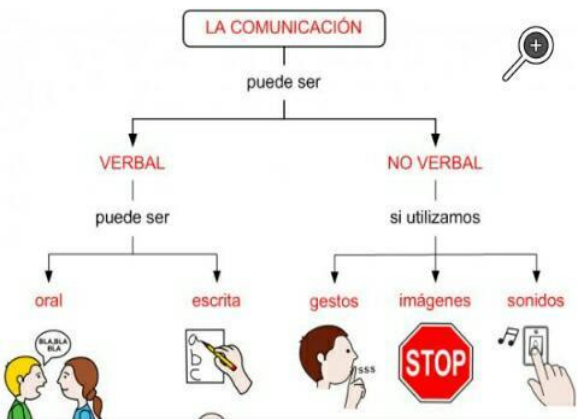 LA COMUNICACIÓN
puede ser
VERBAL
NO VERBAL
puede ser
si utilizamos
oral
escrita
gestos
imágenes
sonidos
BLA,BLA
BLA
a
b
c
sss
STOP